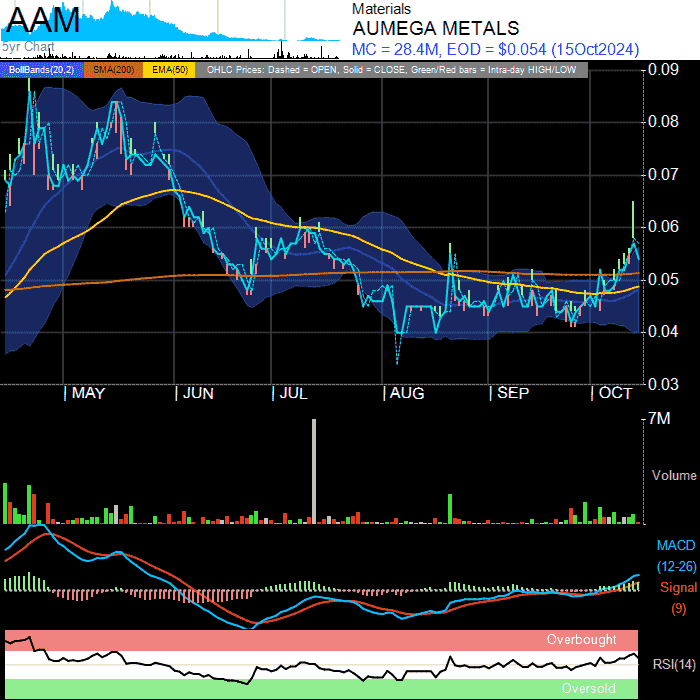 AAM
5yr Chart
Materials
AUMEGA METALS
MC = 28.4M, EOD = $0.054 (15Oct2024)
BollBands(20,2) SMA(200) EMA(50) OHLC Prices: Dashed = OPEN, Solid = CLOSE, Green/Red bars = Intra-day HIGH/LOW
0.09
0.08
0.07
0.06
0.05
0.04
0.03
| MAY | JUN | JUL | AUG | SEP | OCT
7M
Volume
MACD
(12-26)
Signal
(9)
Overbought
RSI(14)
Oversold